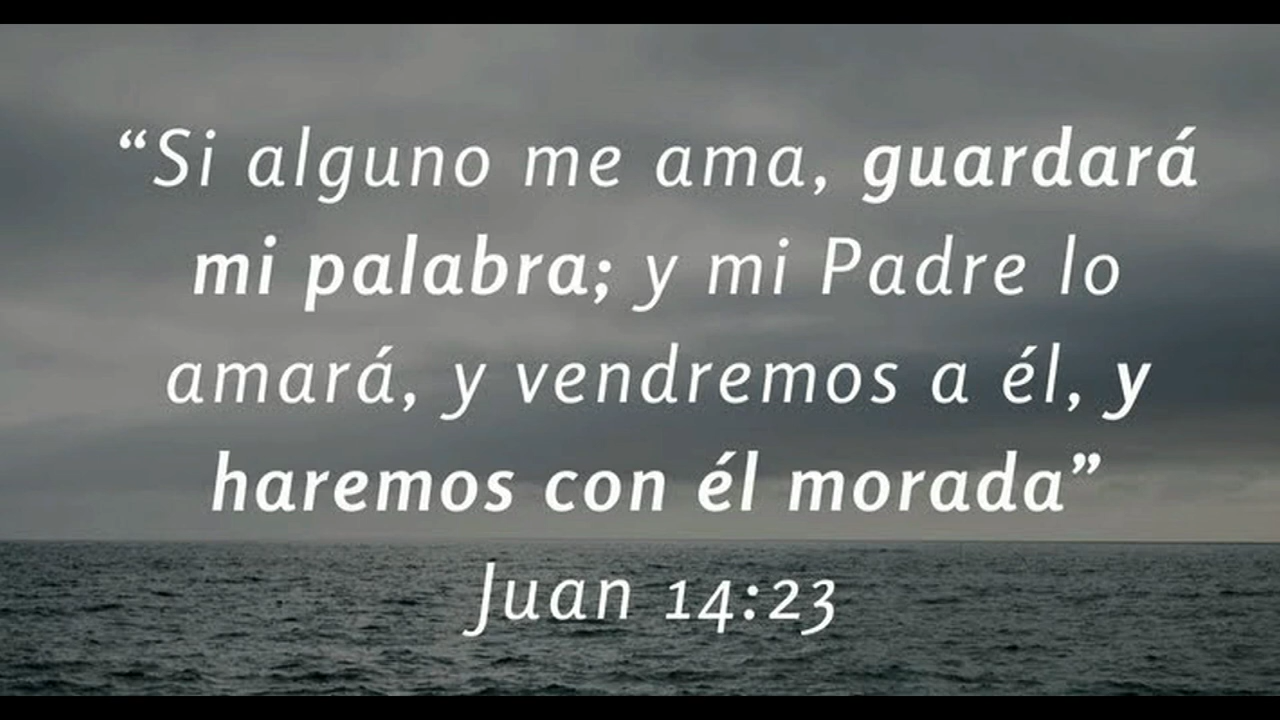 “Si alguno me ama, guardará
mi palabra; y mi Padre lo
amará, y vendremos a él, y
haremos con él morada”
Juan 14:23